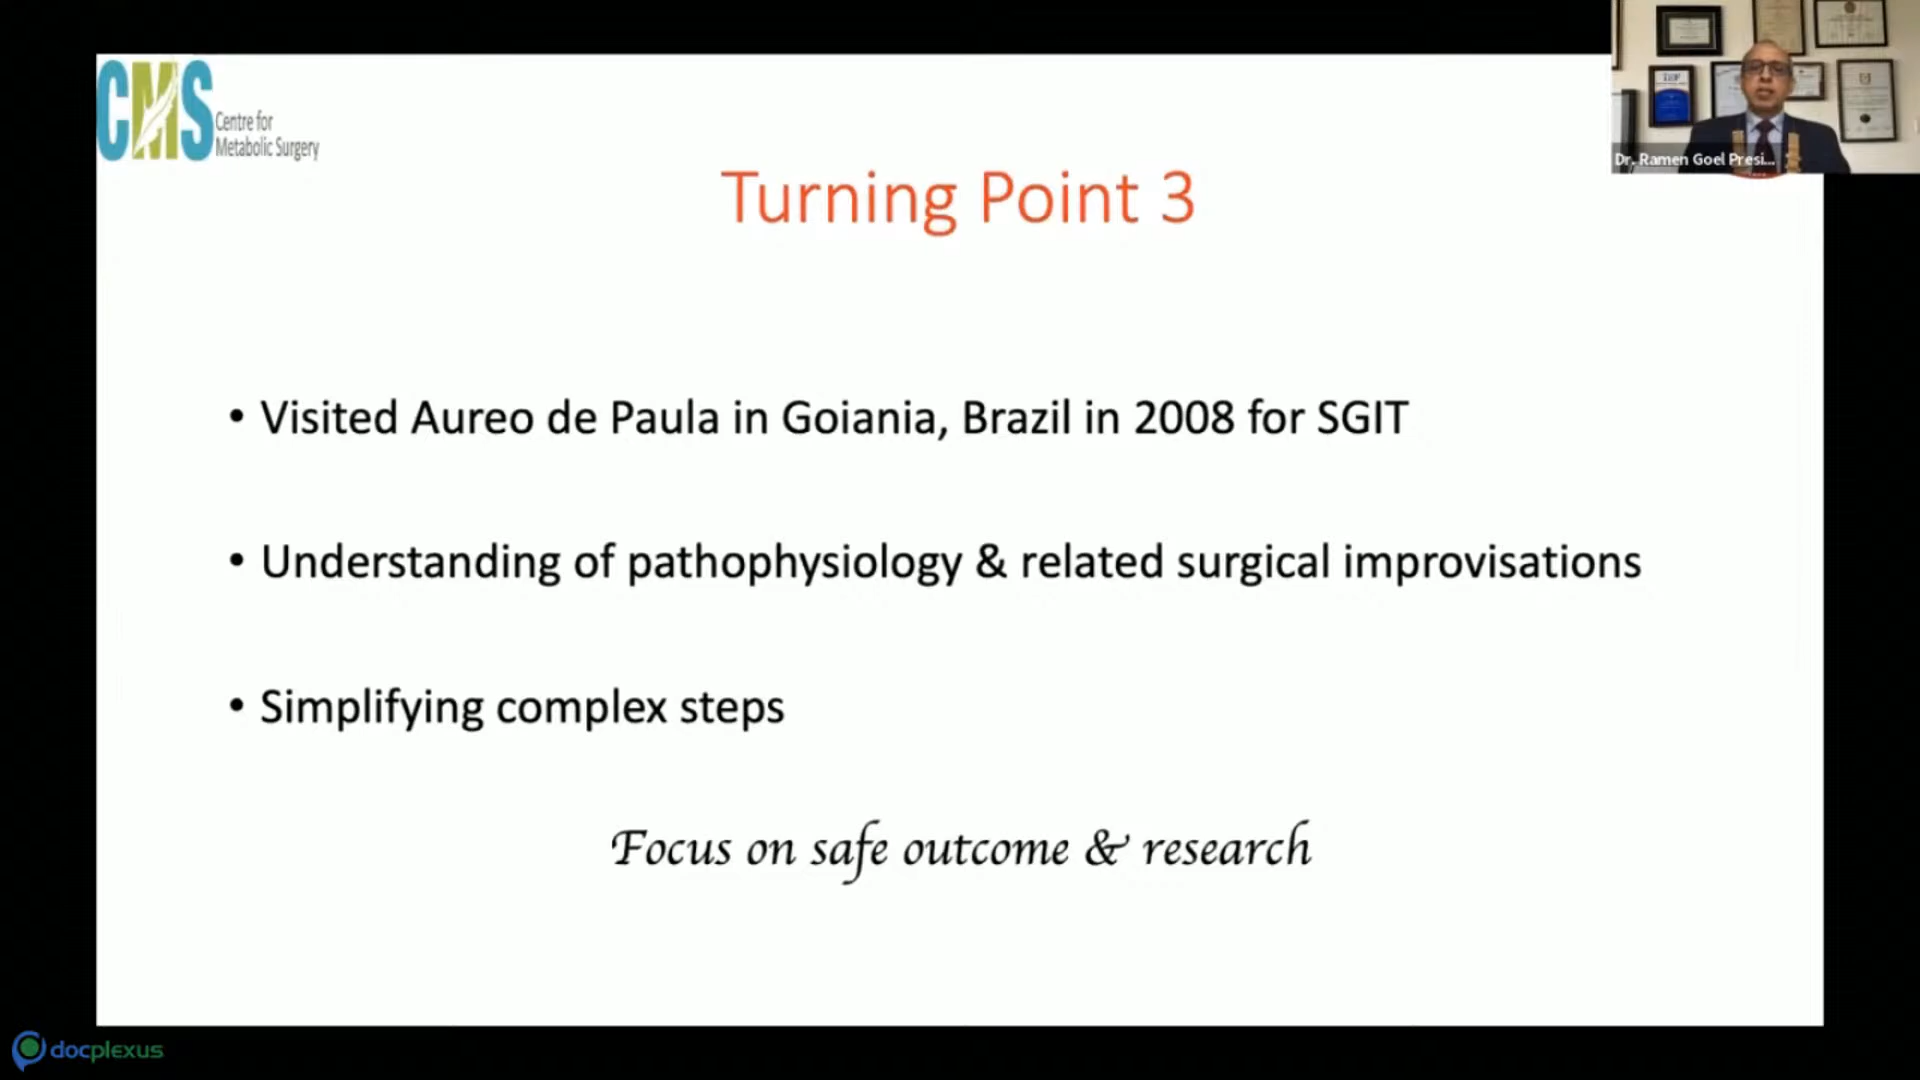 CMS
Centre for
Metabolic Surgery
Dr. Ramen Goel Presi...
Turning Point 3
• Visited Aureo de Paula in Goiania, Brazil in 2008 for SGIT
• Understanding of pathophysiology & related surgical improvisations
• Simplifying complex steps
Focus on safe outcome & research
docplexus